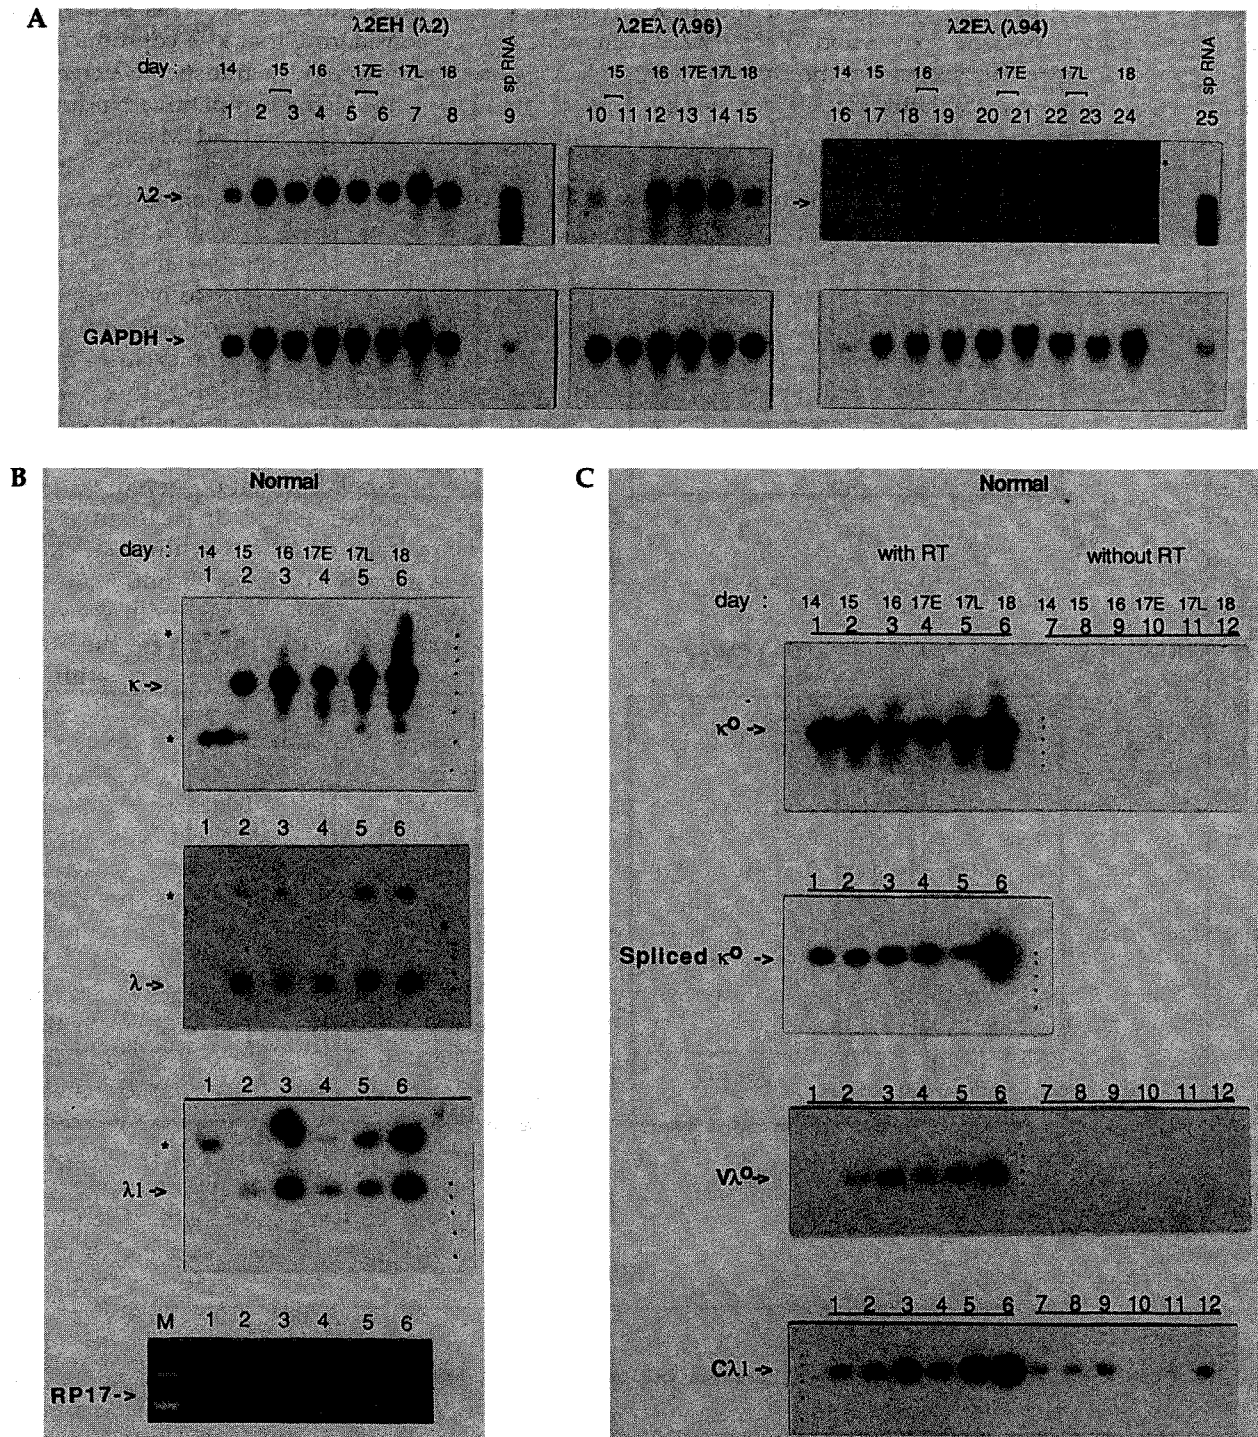 A
λ2EH (λ2) λ2Eλ (λ96) λ2Eλ (λ94)
day : 14 15 16 17E 17L 18 sp RNA 15 16 17E 17L 18 14 15 16 17E 17L 18 sp RNA
1 2 3 4 5 6 7 8 9 10 11 12 13 14 15 16 17 18 19 20 21 22 23 24 25
λ2 ->
->
*
GAPDH ->
B
Normal
day : 14 15 16 17E 17L 18
1 2 3 4 5 6
*
κ ->
*
1 2 3 4 5 6
*
λ ->
1 2 3 4 5 6
*
λ1 ->
M 1 2 3 4 5 6
RP17->
C
Normal
with RT without RT
day : 14 15 16 17E 17L 18 14 15 16 17E 17L 18
1 2 3 4 5 6 7 8 9 10 11 12
κ° ->
1 2 3 4 5 6
Spliced κ° ->
1 2 3 4 5 6 7 8 9 10 11 12
Vλ° ->
1 2 3 4 5 6 7 8 9 10 11 12
Cλ1 ->